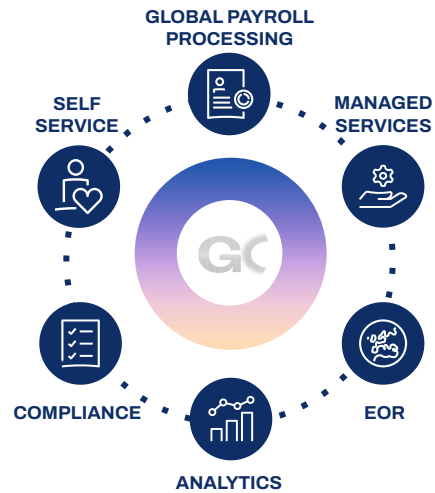 GLOBAL PAYROLL
PROCESSING
SELF
SERVICE
MANAGED
SERVICES
GC
COMPLIANCE
EOR
ANALYTICS